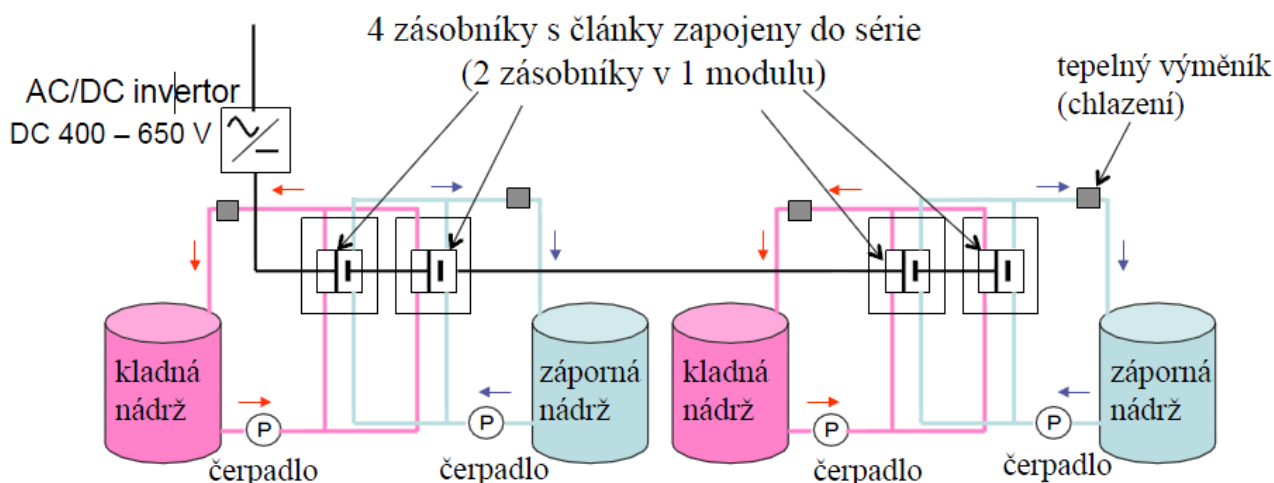 4 zásobníky s články zapojeny do série
(2 zásobníky v 1 modulu)
AC/DC invertor
DC 400 – 650 V
tepelný výměník
(chlazení)
kladná
nádrž
P
čerpadlo
P
čerpadlo
záporná
nádrž
kladná
nádrž
P
čerpadlo
P
čerpadlo
záporná
nádrž